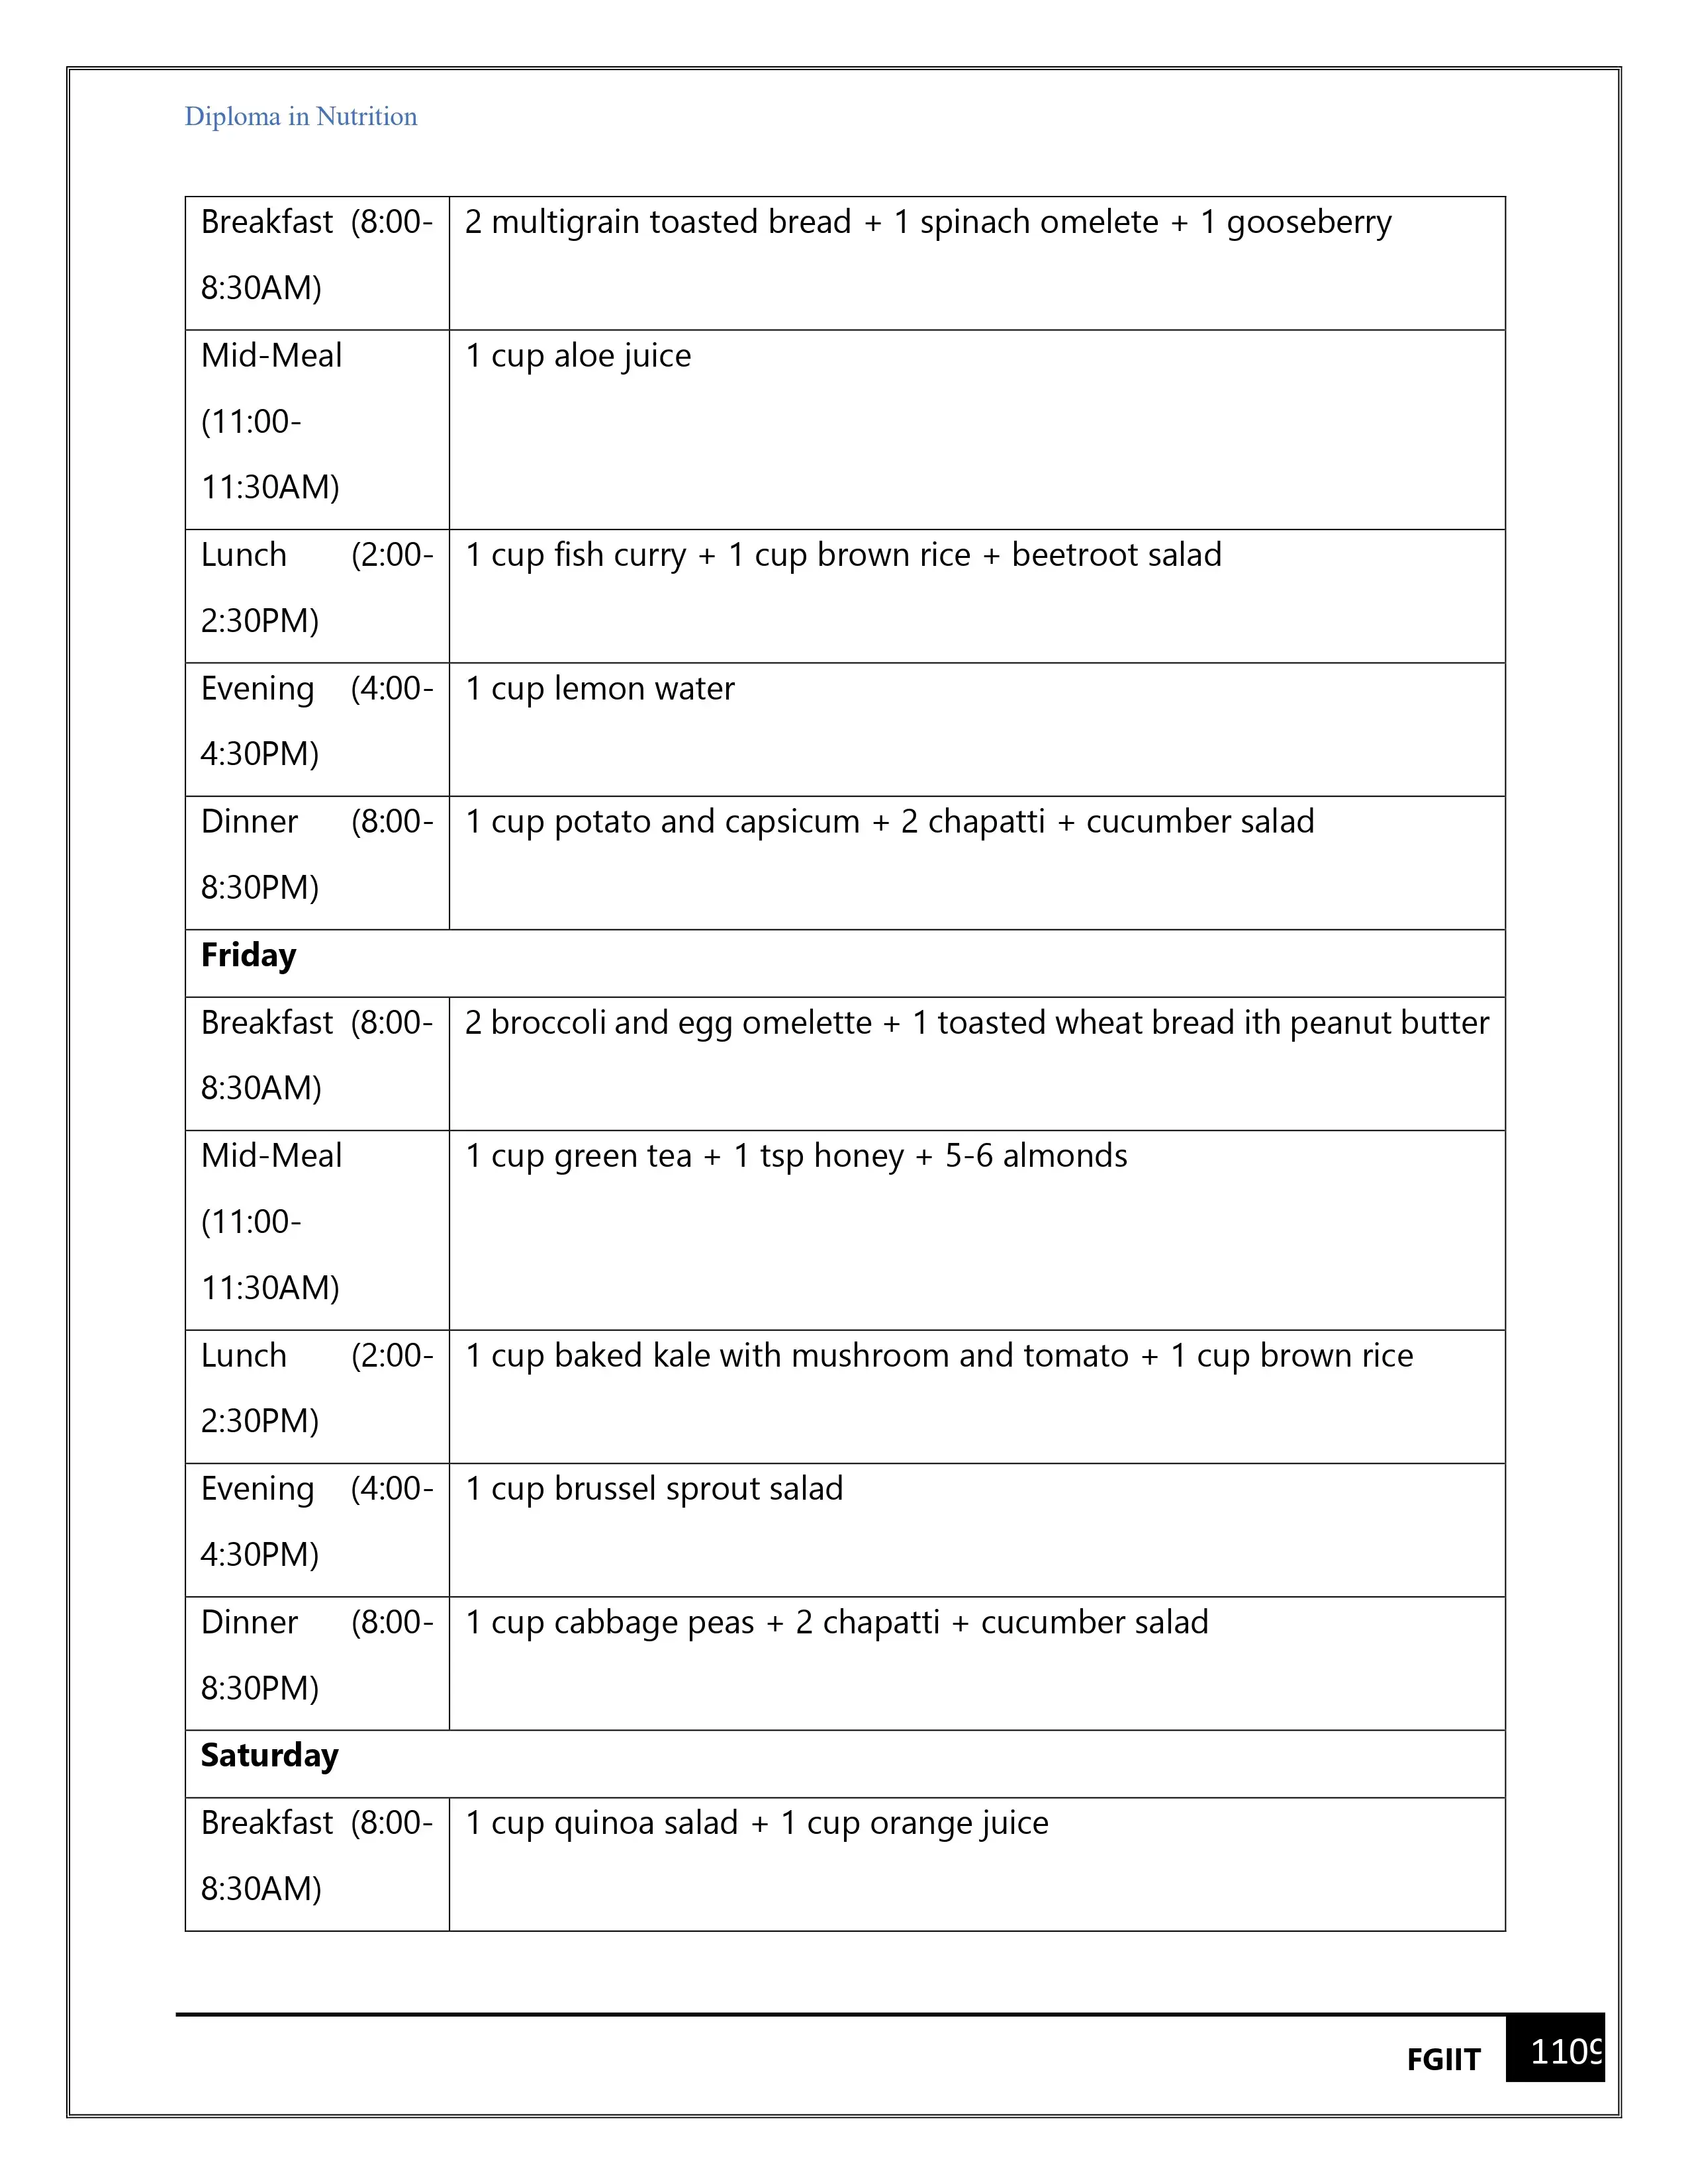 Diploma in Nutrition
Breakfast (8:00-
8:30AM)
2 multigrain toasted bread + 1 spinach omelete + 1 gooseberry
Mid-Meal
(11:00-
11:30AM)
1 cup aloe juice
Lunch (2:00-
2:30PM)
1 cup fish curry + 1 cup brown rice + beetroot salad
Evening (4:00-
4:30PM)
1 cup lemon water
Dinner (8:00-
8:30PM)
1 cup potato and capsicum + 2 chapatti + cucumber salad
Friday
Breakfast (8:00-
8:30AM)
2 broccoli and egg omelette + 1 toasted wheat bread ith peanut butter
Mid-Meal
(11:00-
11:30AM)
1 cup green tea + 1 tsp honey + 5-6 almonds
Lunch (2:00-
2:30PM)
1 cup baked kale with mushroom and tomato + 1 cup brown rice
Evening (4:00-
4:30PM)
1 cup brussel sprout salad
Dinner (8:00-
8:30PM)
1 cup cabbage peas + 2 chapatti + cucumber salad
Saturday
Breakfast (8:00-
8:30AM)
1 cup quinoa salad + 1 cup orange juice
FGIIT
1109